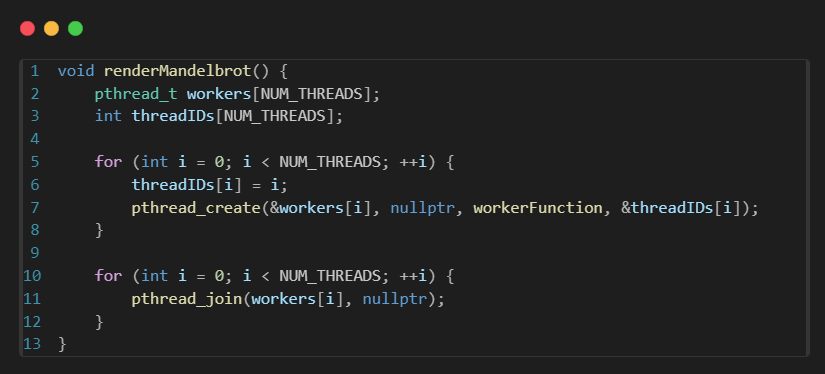 1 void renderMandelbrot() {
2     pthread_t workers[NUM_THREADS];
3     int threadIDs[NUM_THREADS];
4
5     for (int i = 0; i < NUM_THREADS; ++i) {
6         threadIDs[i] = i;
7         pthread_create(&workers[i], nullptr, workerFunction, &threadIDs[i]);
8     }
9
10     for (int i = 0; i < NUM_THREADS; ++i) {
11         pthread_join(workers[i], nullptr);
12     }
13 }